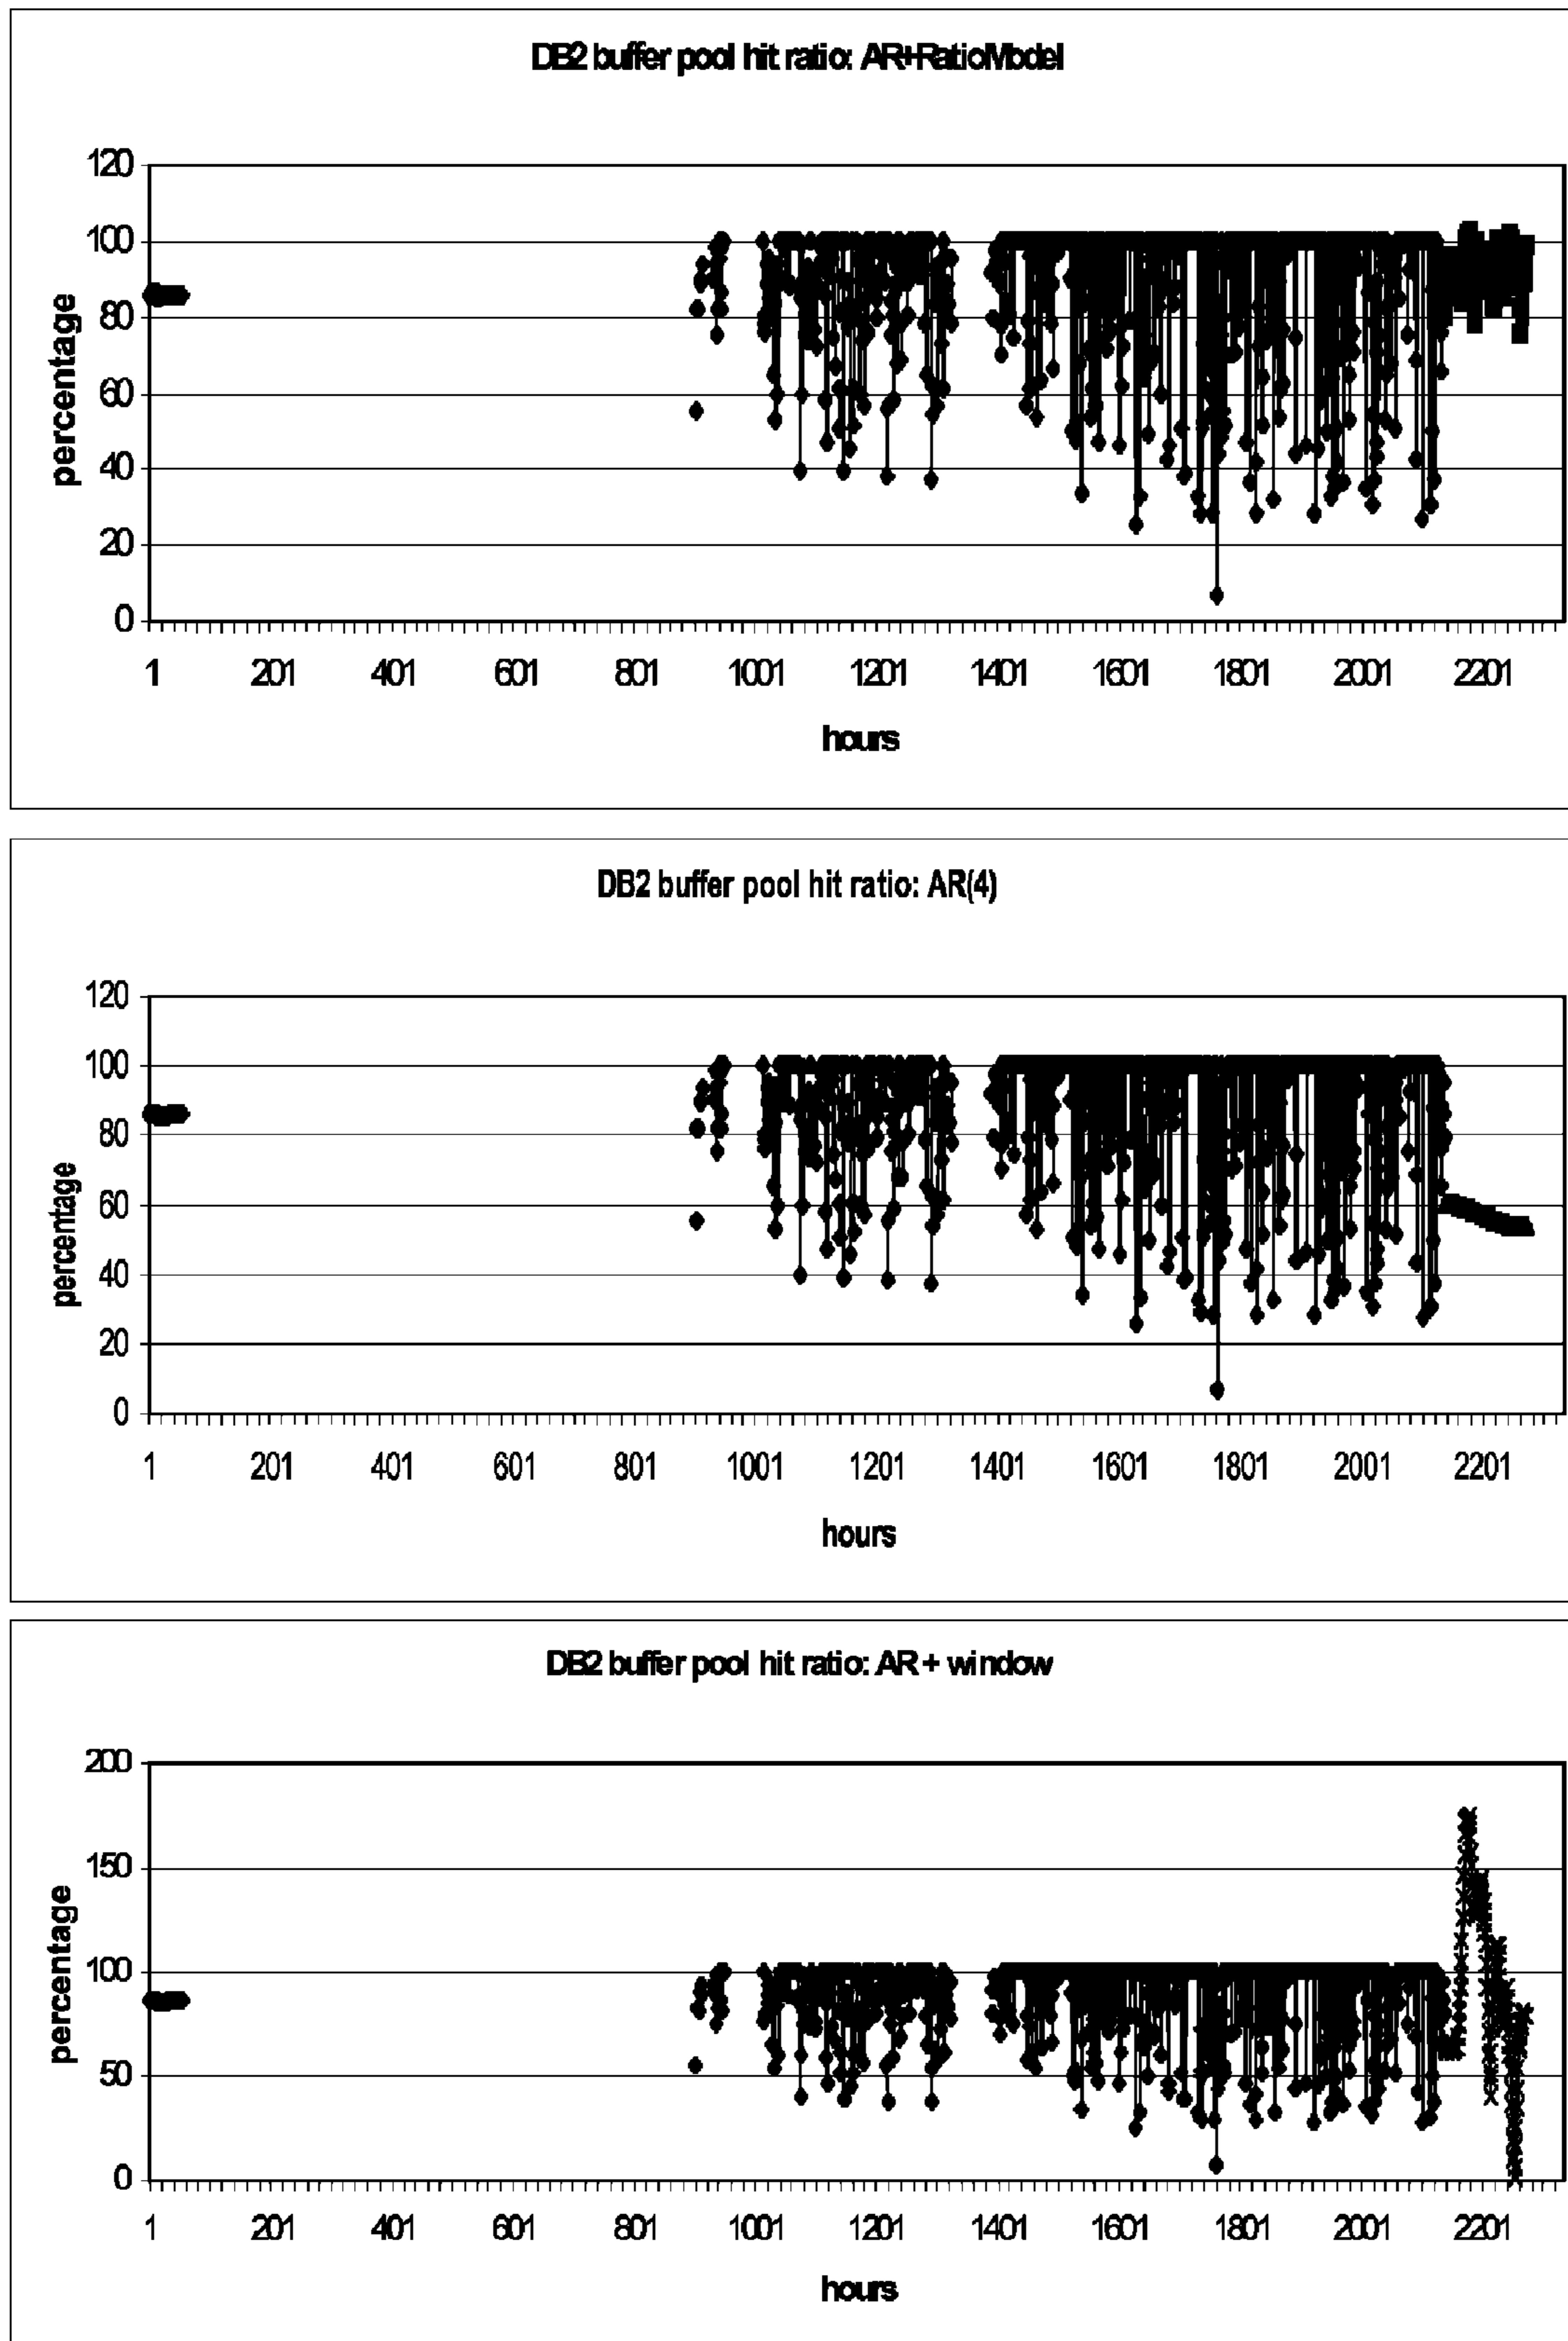 DB2 buffer pool hit ratio: AR+RatioModel
120
100
80
60
40
20
0
percentage
1 201 401 601 801 1001 1201 1401 1601 1801 2001 2201
hours
DB2 buffer pool hit ratio: AR(4)
120
100
80
60
40
20
0
percentage
1 201 401 601 801 1001 1201 1401 1601 1801 2001 2201
hours
DB2 buffer pool hit ratio: AR + window
200
150
100
50
0
percentage
1 201 401 601 801 1001 1201 1401 1601 1801 2001 2201
hours